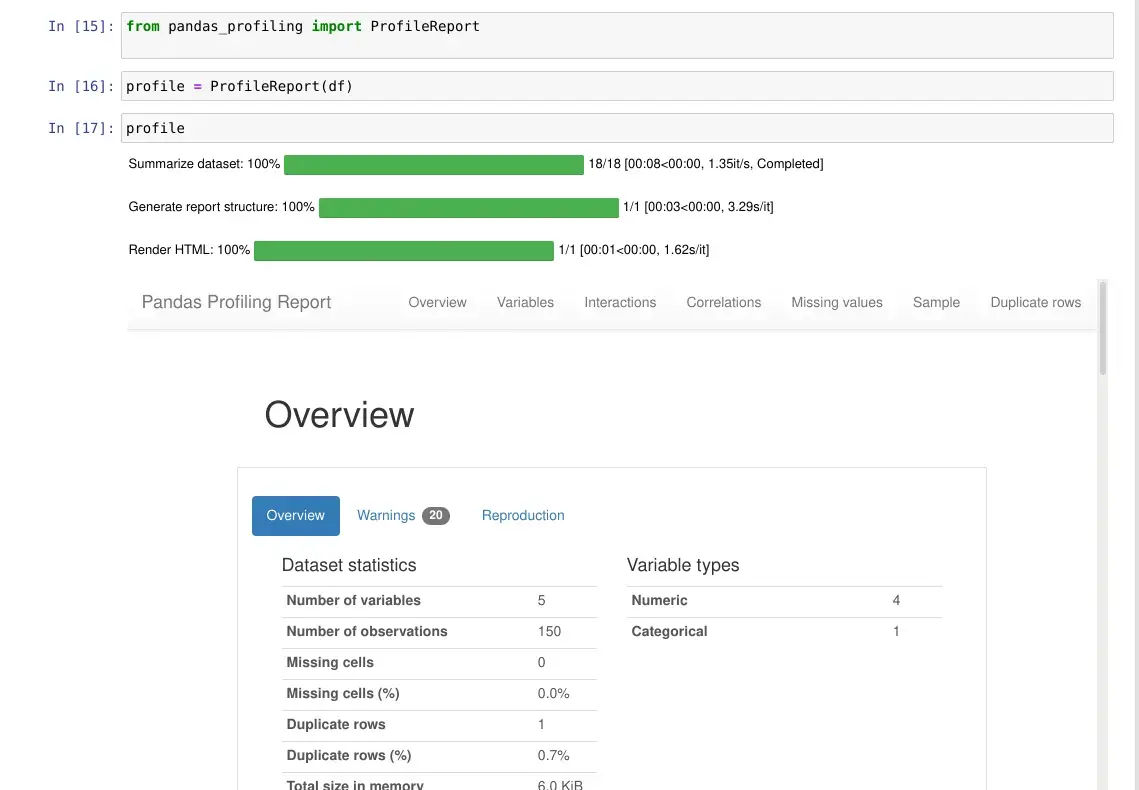 In [15]: from pandas_profiling import ProfileReport
In [16]: profile = ProfileReport(df)
In [17]: profile
Summarize dataset: 100% 18/18 [00:08<00:00, 1.35it/s, Completed]
Generate report structure: 100% 1/1 [00:03<00:00, 3.29s/it]
Render HTML: 100% 1/1 [00:01<00:00, 1.62s/it]
Pandas Profiling Report Overview Variables Interactions Correlations Missing values Sample Duplicate rows
Overview
Overview Warnings 20 Reproduction
Dataset statistics
Number of variables 5
Number of observations 150
Missing cells 0
Missing cells (%) 0.0%
Duplicate rows 1
Duplicate rows (%) 0.7%
Total size in memory 6.0 KiB
Variable types
Numeric 4
Categorical 1